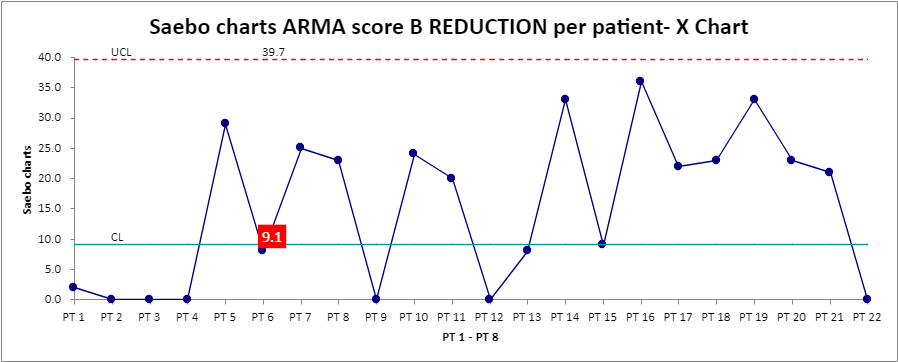 Saebo charts ARMA score B REDUCTION per patient- X Chart
UCL 39.7
40.0
35.0
30.0
25.0
20.0
15.0
10.0
5.0
0.0
Saebo charts
CL 9.1
PT 1 PT 2 PT 3 PT 4 PT 5 PT 6 PT 7 PT 8 PT 9 PT 10 PT 11 PT 12 PT 13 PT 14 PT 15 PT 16 PT 17 PT 18 PT 19 PT 20 PT 21 PT 22
PT 1 - PT 8